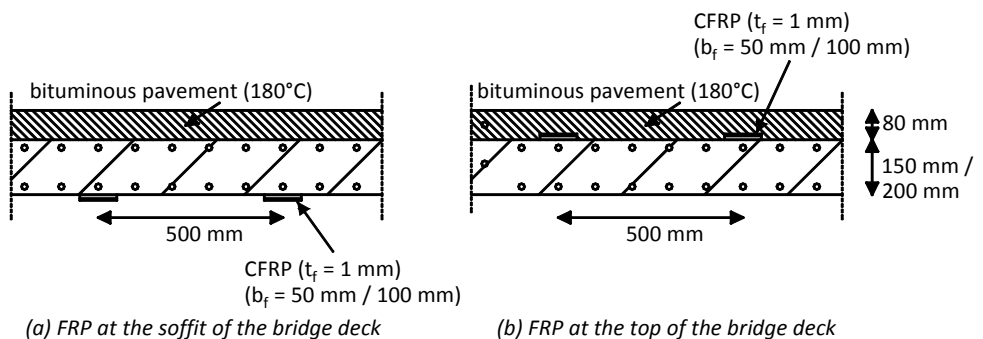 CFRP (t_f = 1 mm)
(b_f = 50 mm / 100 mm)
bituminous pavement (180°C)
bituminous pavement (180°C)
80 mm
150 mm /
200 mm
500 mm
500 mm
CFRP (t_f = 1 mm)
(b_f = 50 mm / 100 mm)
(a) FRP at the soffit of the bridge deck
(b) FRP at the top of the bridge deck